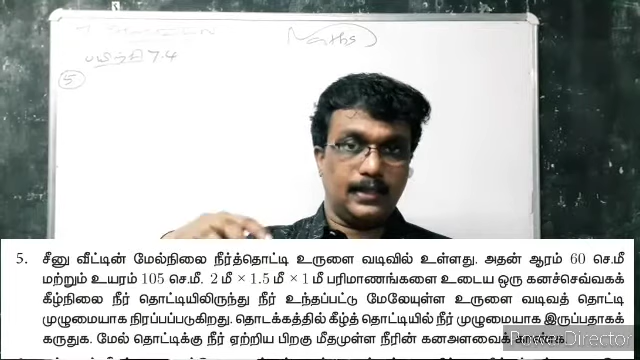 Maths
பயிற்சி 7.4
5
5. சீனு வீட்டின் மேல்நிலை நீர்த்தொட்டி உருளை வடிவில் உள்ளது. அதன் ஆரம் 60 செ.மீ
மற்றும் உயரம் 105 செ.மீ. 2 மீ × 1.5 மீ × 1 மீ பரிமாணங்களை உடைய ஒரு கனச்செவ்வகக்
கீழ்நிலை நீர் தொட்டியிலிருந்து நீர் உந்தப்பட்டு மேலேயுள்ள உருளை வடிவத் தொட்டி
முழுமையாக நிரப்பப்படுகிறது. தொடக்கத்தில் கீழ்த் தொட்டியில் நீர் முழுமையாக இருப்பதாகக்
கருதுக. மேல் தொட்டிக்கு நீர் ஏற்றிய பிறகு மீதமுள்ள நீரின் கனஅளவைக் காண்க.
PowerDirector